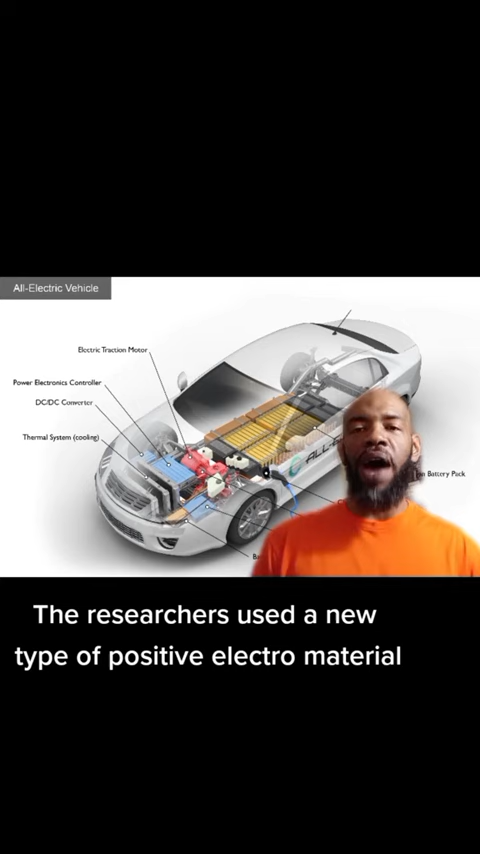 All-Electric Vehicle
Electric Traction Motor
Power Electronics Controller
DC/DC Converter
Thermal System (cooling)
ALL-
Battery Pack
The researchers used a new
type of positive electro material